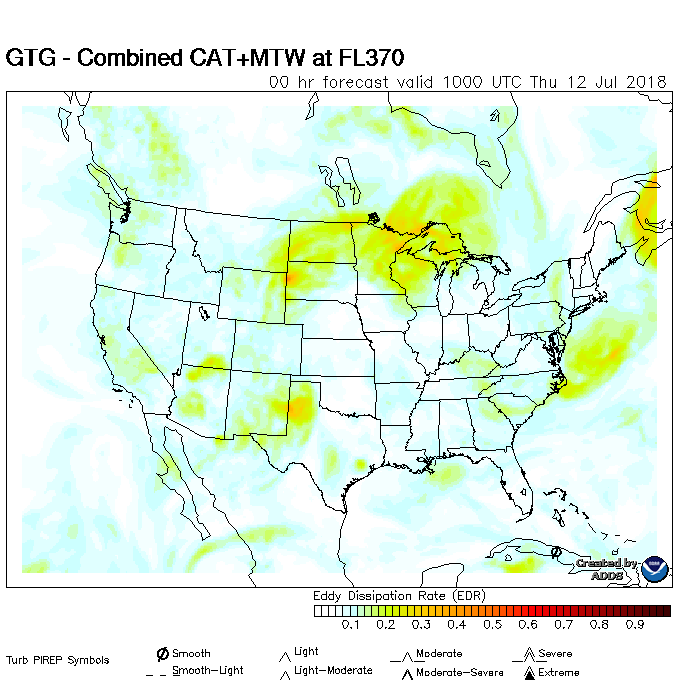 GTG - Combined CAT+MTW at FL370
00 hr forecast valid 1000 UTC Thu 12 Jul 2018
Created by
ADDS
Eddy Dissipation Rate (EDR)
0.1 0.2 0.3 0.4 0.5 0.6 0.7 0.8 0.9
Turb PIREP Symbols
Smooth Light Moderate Severe
Smooth-Light Light-Moderate Moderate-Severe Extreme